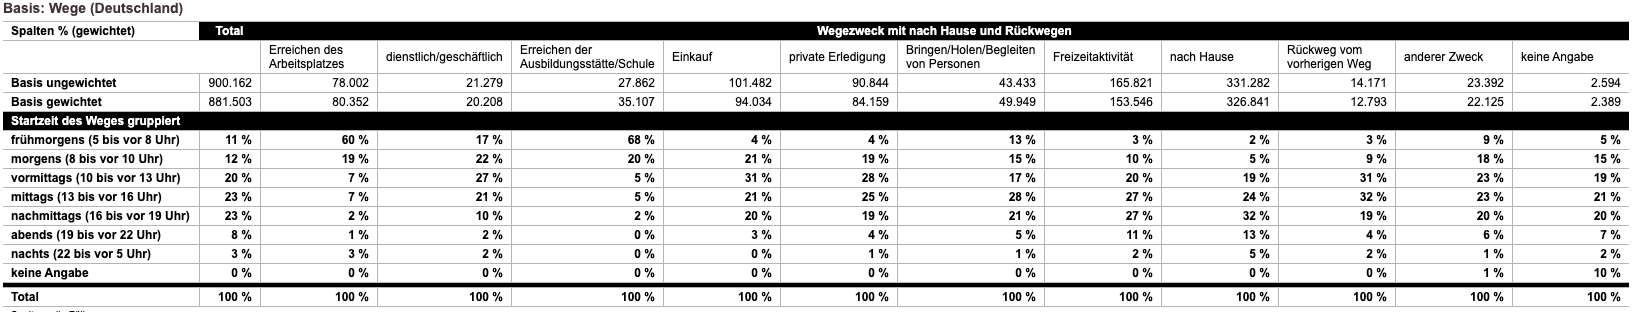 Basis: Wege (Deutschland)
Spalten % (gewichtet) Total Wegezweck mit nach Hause und Rückwegen
Erreichen des Arbeitsplatzes dienstlich/geschäftlich Erreichen der Ausbildungsstätte/Schule Einkauf private Erledigung Bringen/Holen/Begleiten von Personen Freizeitaktivität nach Hause Rückweg vom vorherigen Weg anderer Zweck keine Angabe
Basis ungewichtet 900.162 78.002 21.279 27.862 101.482 90.844 43.433 165.821 331.282 14.171 23.392 2.594
Basis gewichtet 881.503 80.352 20.208 35.107 94.034 84.159 49.949 153.546 326.841 12.793 22.125 2.389
Startzeit des Weges gruppiert
frühmorgens (5 bis vor 8 Uhr) 11 % 60 % 17 % 68 % 4 % 4 % 13 % 3 % 2 % 3 % 9 % 5 %
morgens (8 bis vor 10 Uhr) 12 % 19 % 22 % 20 % 21 % 19 % 15 % 10 % 5 % 9 % 18 % 15 %
vormittags (10 bis vor 13 Uhr) 20 % 7 % 27 % 5 % 31 % 28 % 17 % 20 % 19 % 31 % 23 % 19 %
mittags (13 bis vor 16 Uhr) 23 % 7 % 21 % 5 % 21 % 25 % 28 % 27 % 24 % 32 % 23 % 21 %
nachmittags (16 bis vor 19 Uhr) 23 % 2 % 10 % 2 % 20 % 19 % 21 % 27 % 32 % 19 % 20 % 20 %
abends (19 bis vor 22 Uhr) 8 % 1 % 2 % 0 % 3 % 4 % 5 % 11 % 13 % 4 % 6 % 7 %
nachts (22 bis vor 5 Uhr) 3 % 3 % 2 % 0 % 0 % 1 % 1 % 2 % 5 % 2 % 1 % 2 %
keine Angabe 0 % 0 % 0 % 0 % 0 % 0 % 0 % 0 % 0 % 0 % 1 % 10 %
Total 100 % 100 % 100 % 100 % 100 % 100 % 100 % 100 % 100 % 100 % 100 % 100 %